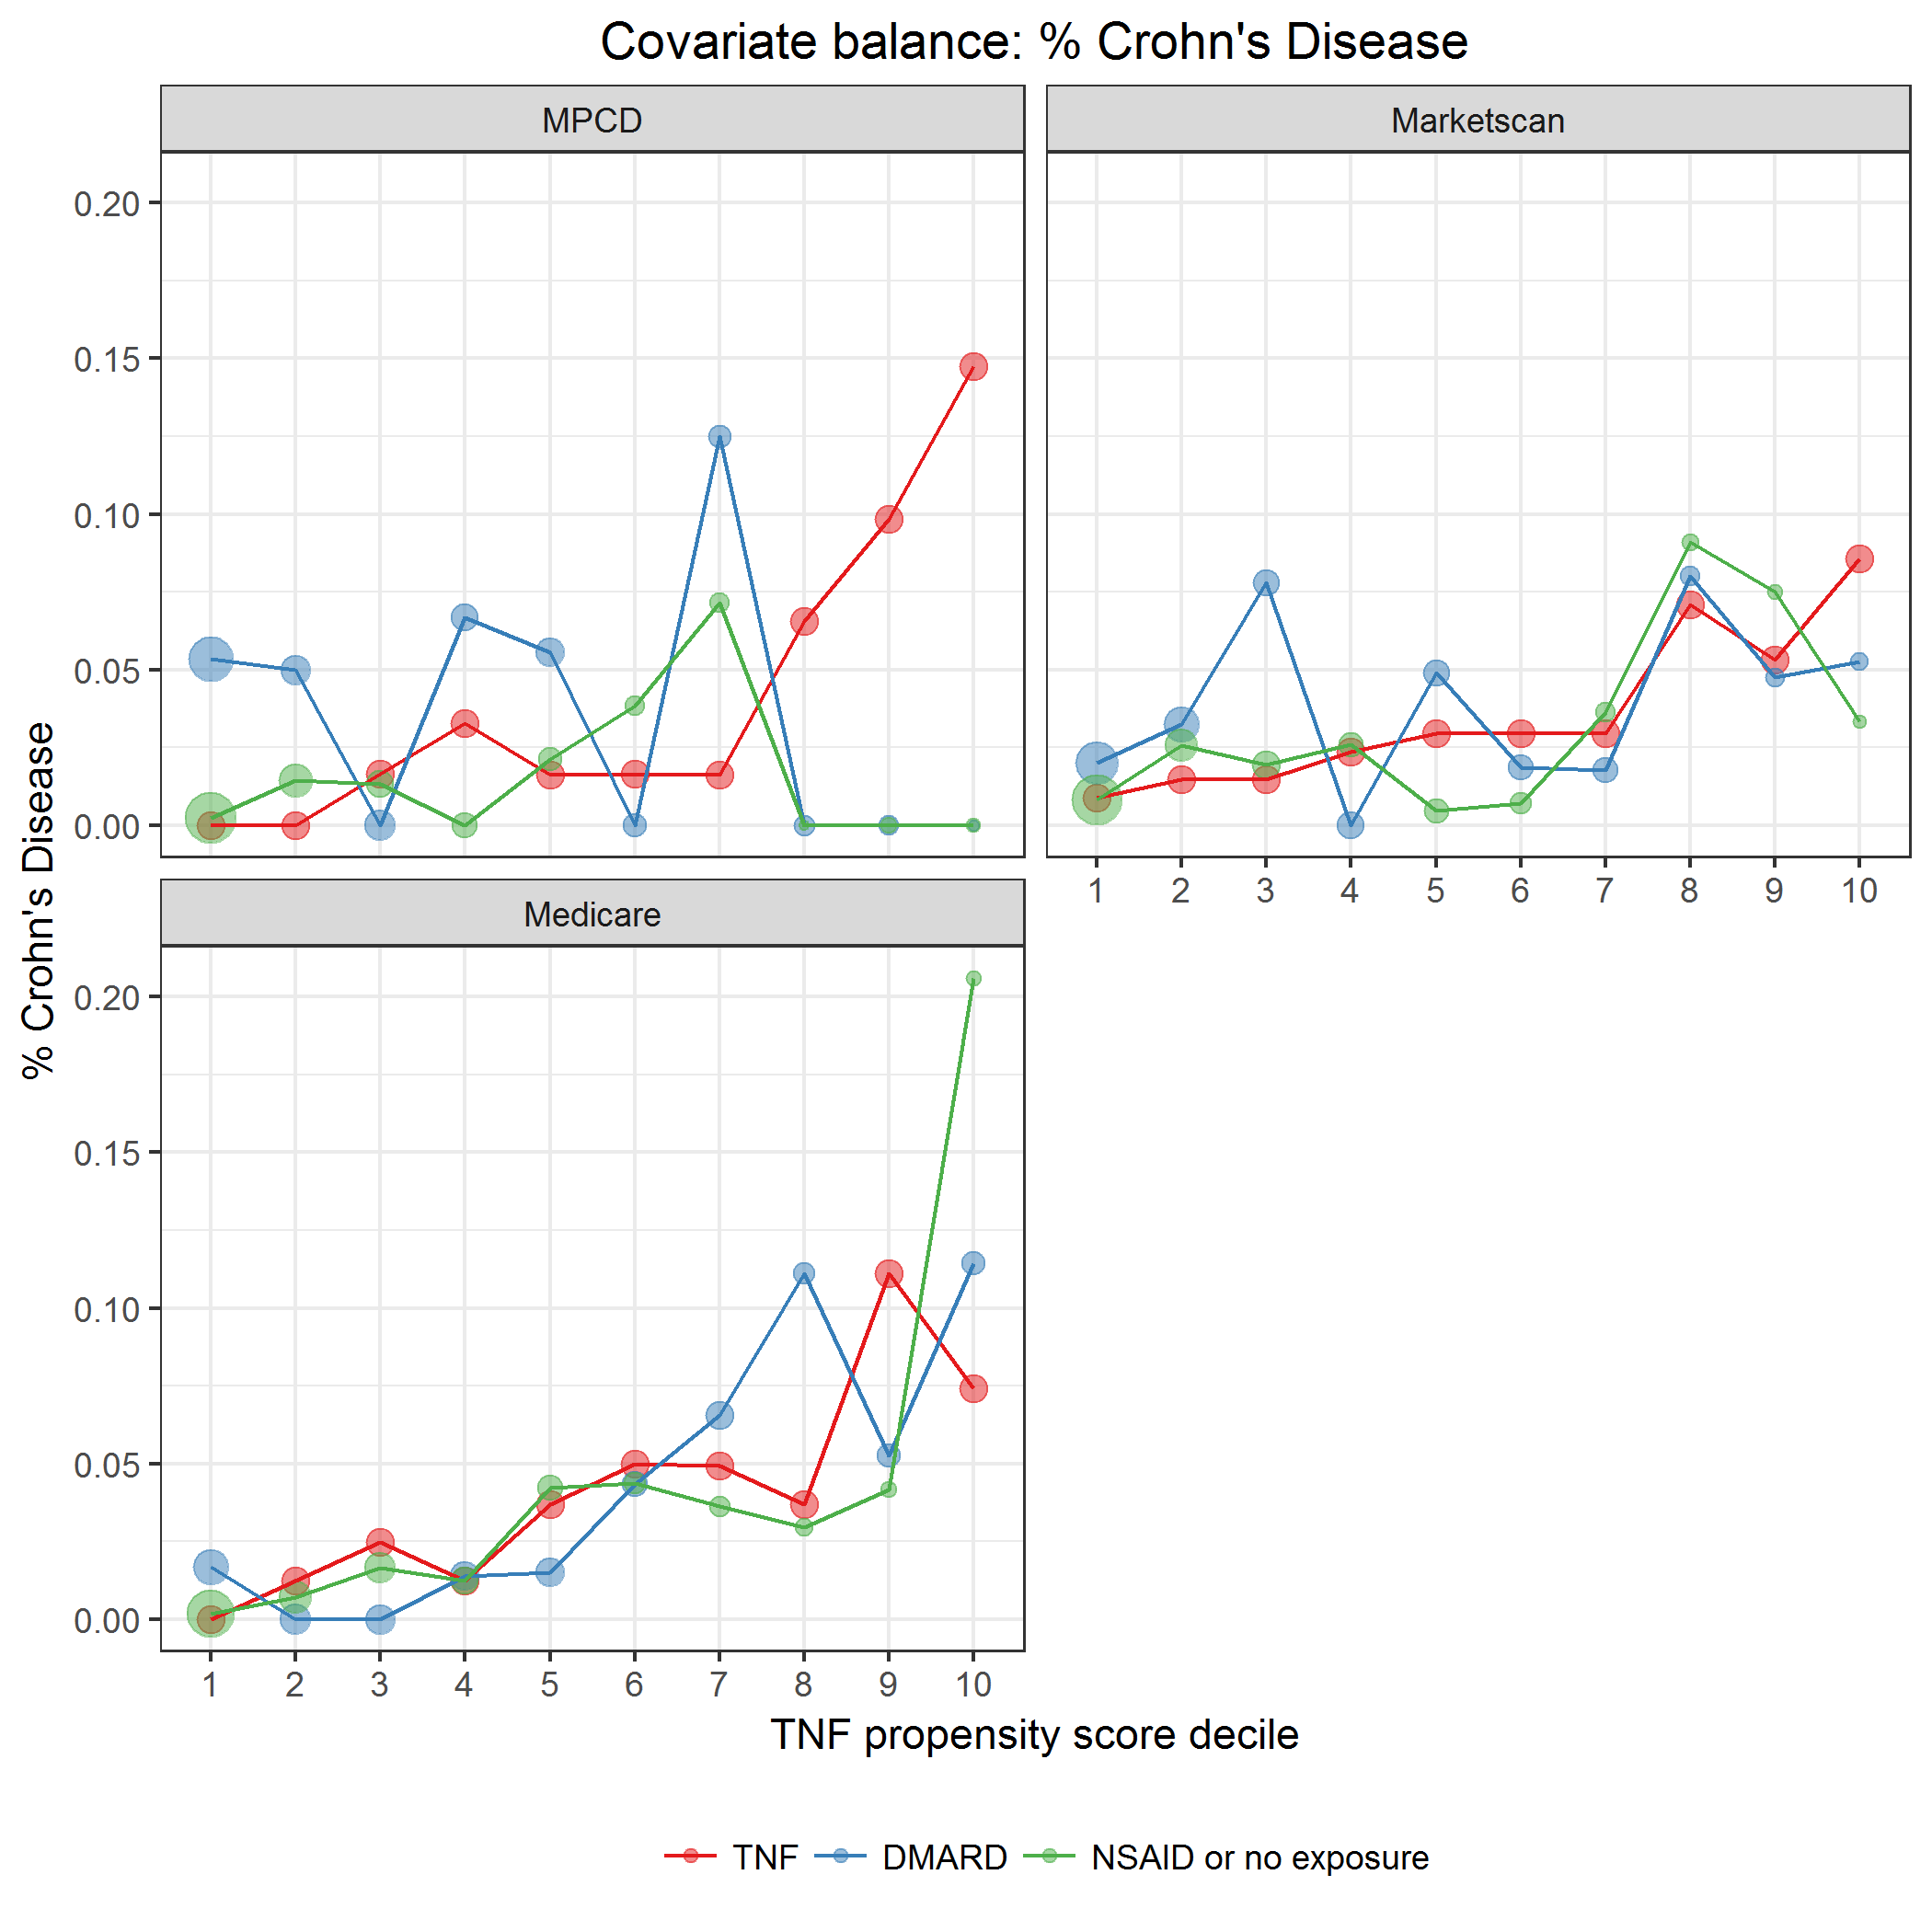 Covariate balance: % Crohn's Disease
MPCD
Marketscan
0.20
0.15
0.10
0.05
0.00
1 2 3 4 5 6 7 8 9 10
Medicare
0.20
0.15
0.10
0.05
0.00
1 2 3 4 5 6 7 8 9 10
% Crohn's Disease
TNF propensity score decile
TNF DMARD NSAID or no exposure